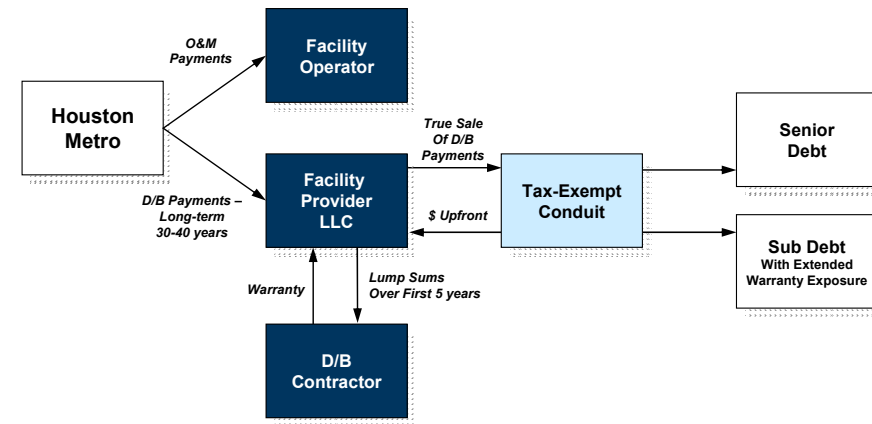 O&M
Payments
Facility
Operator
Houston
Metro
True Sale
Of D/B
Payments
Senior
Debt
Facility
Provider
LLC
Tax-Exempt
Conduit
D/B Payments –
Long-term
30-40 years
$ Upfront
Sub Debt
With Extended
Warranty Exposure
Warranty
Lump Sums
Over First 5 years
D/B
Contractor